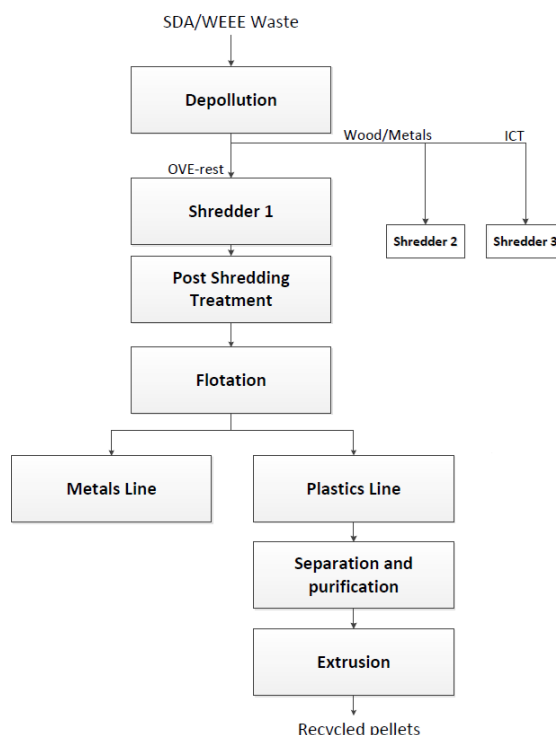 SDA/WEEE Waste
Depollution
Wood/Metals
ICT
OVE-rest
Shredder 1
Shredder 2
Shredder 3
Post Shredding
Treatment
Flotation
Metals Line
Plastics Line
Separation and
purification
Extrusion
Recycled pellets